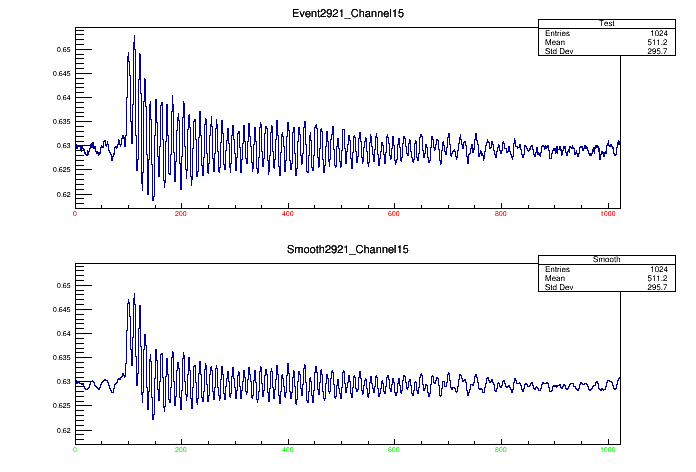 Event2921_Channel15
Test
Entries 1024
Mean 511.2
Std Dev 295.7
0.65
0.645
0.64
0.635
0.63
0.625
0.62
0 200 400 600 800 1000
Smooth2921_Channel15
Smooth
Entries 1024
Mean 511.2
Std Dev 295.7
0.65
0.645
0.64
0.635
0.63
0.625
0.62
0 200 400 600 800 1000